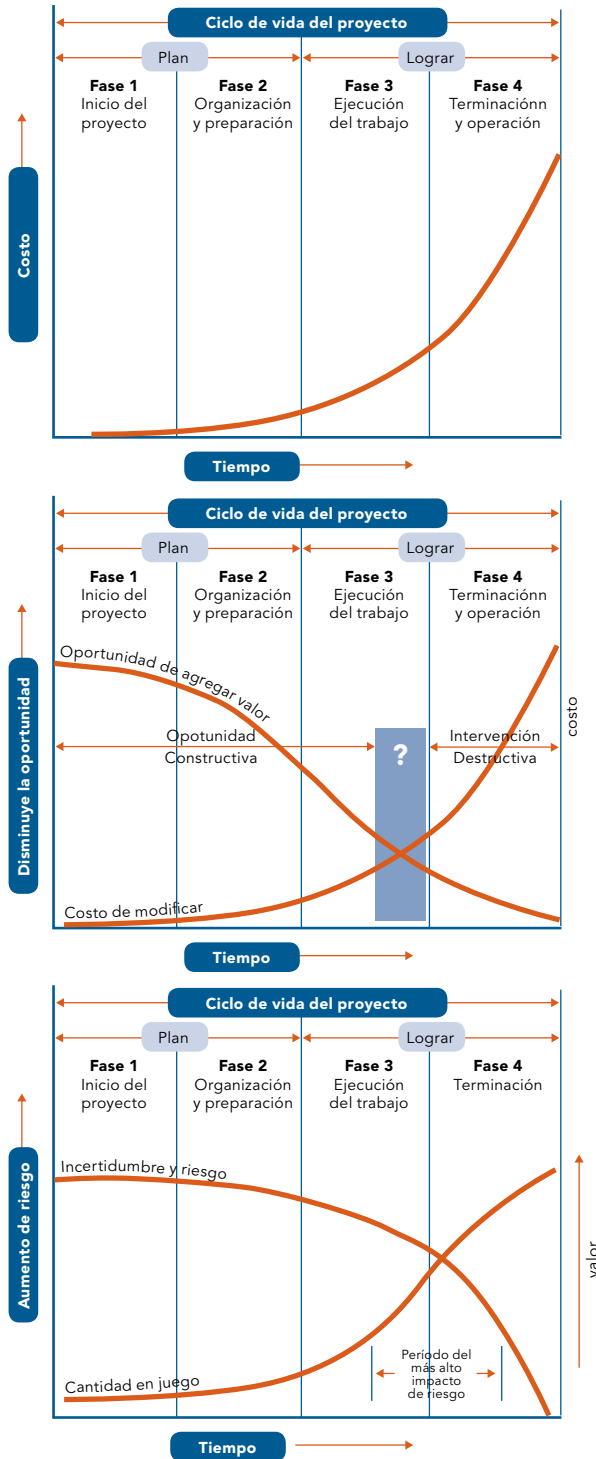 Ciclo de vida del proyecto
Plan
Lograr
Fase 1
Inicio del
proyecto
Fase 2
Organización
y preparación
Fase 3
Ejecución
del trabajo
Fase 4
Terminaciónn
y operación
Costo
Tiempo
Ciclo de vida del proyecto
Plan
Lograr
Fase 1
Inicio del
proyecto
Fase 2
Organización
y preparación
Fase 3
Ejecución
del trabajo
Fase 4
Terminaciónn
y operación
Disminuye la oportunidad
Oportunidad de agregar valor
Opotunidad
Constructiva
?
Intervención
Destructiva
costo
Costo de modificar
Tiempo
Ciclo de vida del proyecto
Plan
Lograr
Fase 1
Inicio del
proyecto
Fase 2
Organización
y preparación
Fase 3
Ejecución
del trabajo
Fase 4
Terminación
Aumento de riesgo
Incertidumbre y riesgo
valor
Período del
más alto
impacto
de riesgo
Cantidad en juego
Tiempo